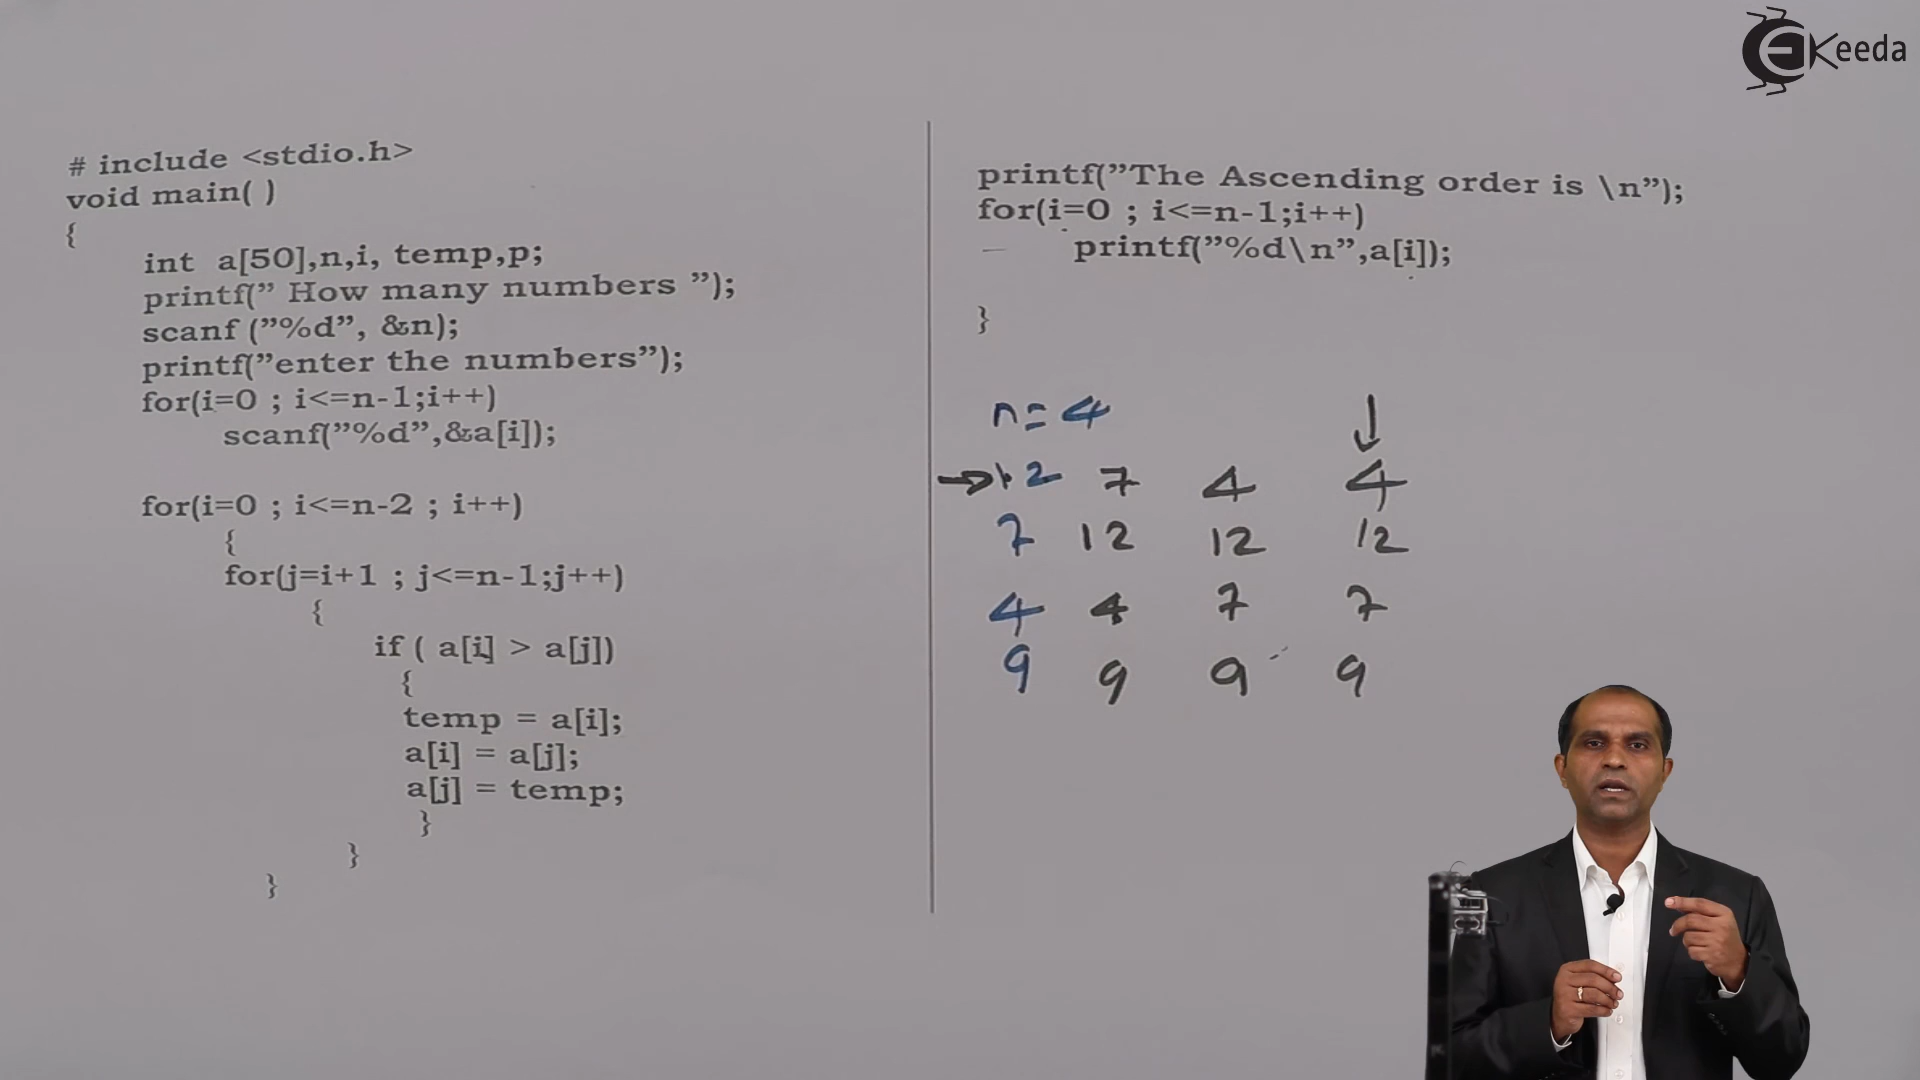 EKeeda
# include <stdio.h>
void main( )
{
int a[50],n,i, temp,p;
printf(” How many numbers ”);
scanf (”%d”, &n);
printf(”enter the numbers”);
for(i=0 ; i<=n-1;i++)
scanf(”%d”,&a[i]);
for(i=0 ; i<=n-2 ; i++)
{
for(j=i+1 ; j<=n-1;j++)
{
if ( a[i] > a[j])
{
temp = a[i];
a[i] = a[j];
a[j] = temp;
}
}
}
printf(”The Ascending order is \n”);
for(i=0 ; i<=n-1;i++)
printf(”%d\n”,a[i]);
}
n=4
12 7 4 4
7 12 12 12
4 4 7 7
9 9 9 9